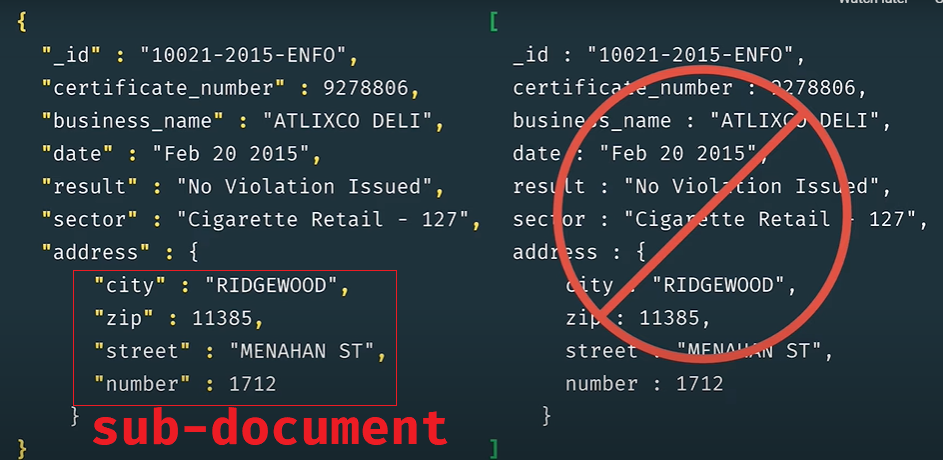 Watch later
{
"_id" : "10021-2015-ENFO",
"certificate_number" : 9278806,
"business_name" : "ATLIXCO DELI",
"date" : "Feb 20 2015",
"result" : "No Violation Issued",
"sector" : "Cigarette Retail - 127",
"address" : {
"city" : "RIDGEWOOD",
"zip" : 11385,
"street" : "MENAHAN ST",
"number" : 1712
}
sub-document
}
[
_id : "10021-2015-ENFO",
certificate_number : 9278806,
business_name : "ATLIXCO DELI",
date : "Feb 20 2015",
result : "No Violation Issued",
sector : "Cigarette Retail - 127",
address : {
city : "RIDGEWOOD",
zip : 11385,
street : "MENAHAN ST",
number : 1712
}
]